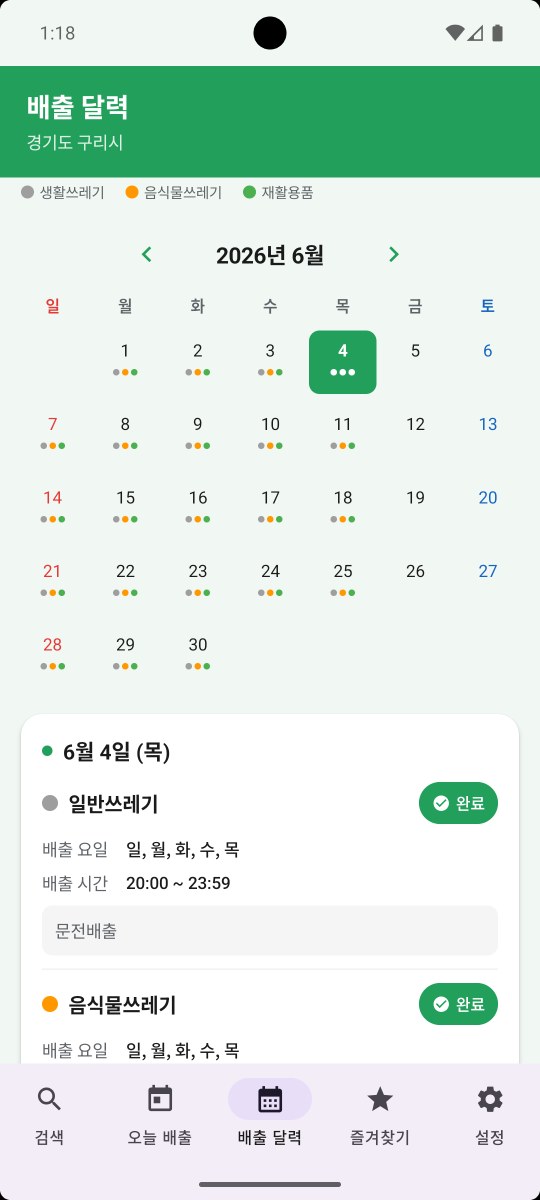 1:18
배출 달력
경기도 구리시
생활쓰레기 음식물쓰레기 재활용품
2026년 6월
일 월 화 수 목 금 토
1 2 3 4 5 6
7 8 9 10 11 12 13
14 15 16 17 18 19 20
21 22 23 24 25 26 27
28 29 30
6월 4일 (목)
일반쓰레기 완료
배출 요일 일, 월, 화, 수, 목
배출 시간 20:00 ~ 23:59
문전배출
음식물쓰레기 완료
배출 요일 일, 월, 화, 수, 목
검색 오늘 배출 배출 달력 즐겨찾기 설정